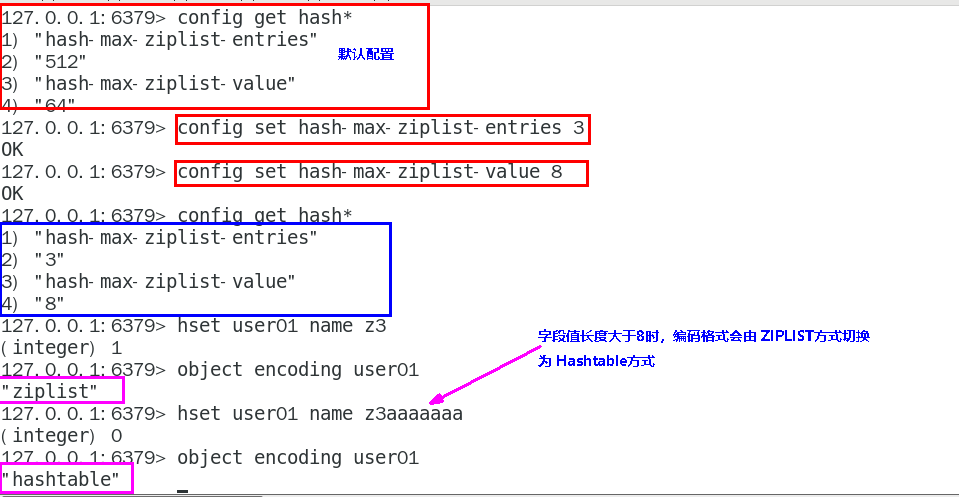 127.0.0.1:6379> config get hash*
1) "hash-max-ziplist-entries"
2) "512"
默认配置
3) "hash-max-ziplist-value"
4) "64"
127.0.0.1:6379> config set hash-max-ziplist-entries 3
OK
127.0.0.1:6379> config set hash-max-ziplist-value 8
OK
127.0.0.1:6379> config get hash*
1) "hash-max-ziplist-entries"
2) "3"
3) "hash-max-ziplist-value"
4) "8"
127.0.0.1:6379> hset user01 name z3
(integer) 1
字段值长度大于8时，编码格式会由 ZIPLIST方式切换
为 Hashtable方式
127.0.0.1:6379> object encoding user01
"ziplist"
127.0.0.1:6379> hset user01 name z3aaaaaaa
(integer) 0
127.0.0.1:6379> object encoding user01
"hashtable"